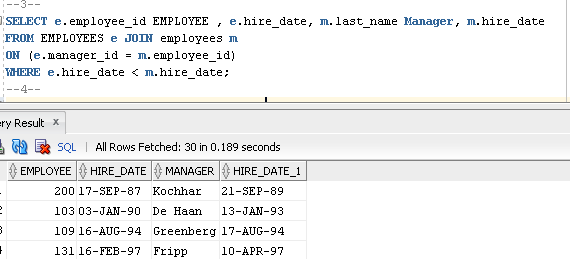 --3--
SELECT e.employee_id EMPLOYEE , e.hire_date, m.last_name Manager, m.hire_date
FROM EMPLOYEES e JOIN employees m
ON (e.manager_id = m.employee_id)
WHERE e.hire_date < m.hire_date;
--4--
ery Result ×
SQL | All Rows Fetched: 30 in 0.189 seconds
EMPLOYEE HIRE_DATE MANAGER HIRE_DATE_1
1 200 17-SEP-87 Kochhar 21-SEP-89
2 103 03-JAN-90 De Haan 13-JAN-93
3 109 16-AUG-94 Greenberg 17-AUG-94
4 131 16-FEB-97 Fripp 10-APR-97